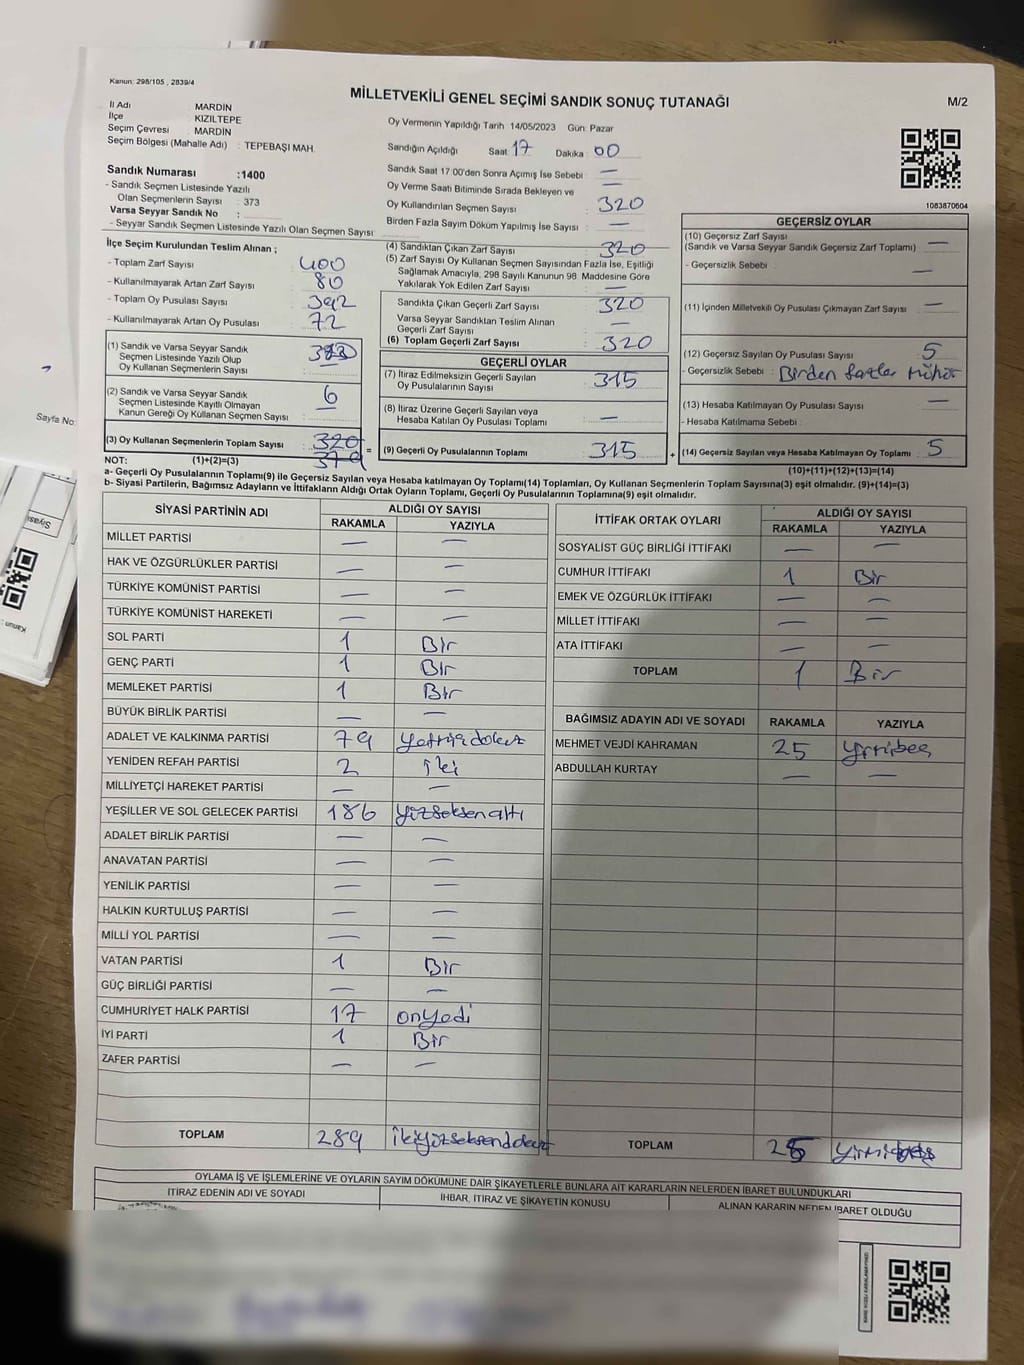 Kanun: 298/105 , 2839/4
MİLLETVEKİLİ GENEL SEÇİMİ SANDIK SONUÇ TUTANAĞI
M/2
İl Adı MARDİN
İlçe KIZILTEPE
Seçim Çevresi MARDİN
Seçim Bölgesi (Mahalle Adı) : TEPEBAŞI MAH.
Sandık Numarası :1400
- Sandık Seçmen Listesinde Yazılı
Olan Seçmenlerin Sayısı : 373
Varsa Seyyar Sandık No :
- Seyyar Sandık Seçmen Listesinde Yazılı Olan Seçmen Sayısı
Oy Vermenin Yapıldığı Tarih 14/05/2023 Gün: Pazar
Sandığın Açıldığı Saat 17 Dakika 00
Sandık Saat 17:00'den Sonra Açımış İse Sebebi : —
Oy Verme Saati Bitiminde Sırada Bekleyen ve —
Oy Kullandırılan Seçmen Sayısı : 320
Birden Fazla Sayım Döküm Yapılmış İse Sayısı : —
1083870604
İlçe Seçim Kurulundan Teslim Alınan ;
- Toplam Zarf Sayısı : 400
- Kullanılmayarak Artan Zarf Sayısı : 80
- Toplam Oy Pusulası Sayısı : 392
- Kullanılmayarak Artan Oy Pusulası : 72
(1) Sandık ve Varsa Seyyar Sandık
Seçmen Listesinde Yazılı Olup
Oy Kullanan Seçmenlerin Sayısı :
(2) Sandık ve Varsa Seyyar Sandık 6
Seçmen Listesinde Kayıtlı Olmayan
Kanun Gereği Oy Kullanan Seçmen Sayısı :
(3) Oy Kullanan Seçmenlerin Toplam Sayısı : 320
(4) Sandıktan Çıkan Zarf Sayısı : 320
(5) Zarf Sayısı Oy Kullanan Seçmen Sayısından Fazla İse, Eşitliği
Sağlamak Amacıyla, 298 Sayılı Kanunun 98. Maddesine Göre
Yakılarak Yok Edilen Zarf Sayısı : —
Sandıkta Çıkan Geçerli Zarf Sayısı : 320
Varsa Seyyar Sandıktan Teslim Alınan
Geçerli Zarf Sayısı : —
(6) Toplam Geçerli Zarf Sayısı : 320
GEÇERLİ OYLAR
(7) İtiraz Edilmeksizin Geçerli Sayılan
Oy Pusulalarının Sayısı : 315
(8) İtiraz Üzerine Geçerli Sayılan veya
Hesaba Katılan Oy Pusulası Toplamı : —
= (9) Geçerli Oy Pusulalarının Toplamı : 315
GEÇERSİZ OYLAR
(10) Geçersiz Zarf Sayısı
(Sandık ve Varsa Seyyar Sandık Geçersiz Zarf Toplamı) : —
- Geçersizlik Sebebi : —
(11) İçinden Milletvekili Oy Pusulası Çıkmayan Zarf Sayısı : —
(12) Geçersiz Sayılan Oy Pusulası Sayısı : 5
- Geçersizlik Sebebi : Birden fazla mühür
(13) Hesaba Katılmayan Oy Pusulası Sayısı : —
- Hesaba Katılmama Sebebi :
+ (14) Geçersiz Sayılan veya Hesaba Katılmayan Oy Toplamı : 5
NOT: (1)+(2)=(3)
(10)+(11)+(12)+(13)=(14)
a- Geçerli Oy Pusulalarının Toplamı(9) ile Geçersiz Sayılan veya Hesaba katılmayan Oy Toplamı(14) Toplamları, Oy Kullanan Seçmenlerin Toplam Sayısına(3) eşit olmalıdır. (9)+(14)=(3)
b- Siyasi Partilerin, Bağımsız Adayların ve İttifakların Aldığı Ortak Oyların Toplamı, Geçerli Oy Pusulalarının Toplamına(9) eşit olmalıdır.
SİYASİ PARTİNİN ADI ALDIĞI OY SAYISI
RAKAMLA YAZIYLA
MİLLET PARTİSİ — —
HAK VE ÖZGÜRLÜKLER PARTİSİ — —
TÜRKİYE KOMÜNİST PARTİSİ — —
TÜRKİYE KOMÜNİST HAREKETİ — —
SOL PARTİ 1 Bir
GENÇ PARTİ 1 Bir
MEMLEKET PARTİSİ 1 Bir
BÜYÜK BİRLİK PARTİSİ — —
ADALET VE KALKINMA PARTİSİ 79 yetmişdokuz
YENİDEN REFAH PARTİSİ 2 iki
MİLLİYETÇİ HAREKET PARTİSİ — —
YEŞİLLER VE SOL GELECEK PARTİSİ 186 yüzseksenaltı
ADALET BİRLİK PARTİSİ — —
ANAVATAN PARTİSİ — —
YENİLİK PARTİSİ — —
HALKIN KURTULUŞ PARTİSİ — —
MİLLİ YOL PARTİSİ — —
VATAN PARTİSİ 1 Bir
GÜÇ BİRLİĞİ PARTİSİ — —
CUMHURİYET HALK PARTİSİ 17 onyedi
İYİ PARTİ 1 Bir
ZAFER PARTİSİ — —
TOPLAM 289 ikiyüzseksendokuz
İTTİFAK ORTAK OYLARI ALDIĞI OY SAYISI
RAKAMLA YAZIYLA
SOSYALİST GÜÇ BİRLİĞİ İTTİFAKI — —
CUMHUR İTTİFAKI 1 Bir
EMEK VE ÖZGÜRLÜK İTTİFAKI — —
MİLLET İTTİFAKI — —
ATA İTTİFAKI — —
TOPLAM 1 Bir
BAĞIMSIZ ADAYIN ADI VE SOYADI RAKAMLA YAZIYLA
MEHMET VEJDİ KAHRAMAN 25 yirmibeş
ABDULLAH KURTAY — —
TOPLAM 25 yirmibeş
OYLAMA İŞ VE İŞLEMLERİNE VE OYLARIN SAYIM DÖKÜMÜNE DAİR ŞİKAYETLERLE BUNLARA AİT KARARLARIN NELERDEN İBARET BULUNDUKLARI
İTİRAZ EDENİN ADI VE SOYADI İHBAR, İTİRAZ VE ŞİKAYETİN KONUSU ALINAN KARARIN NEDEN İBARET OLDUĞU
Sayfa No:
Siyasi
Kanun :